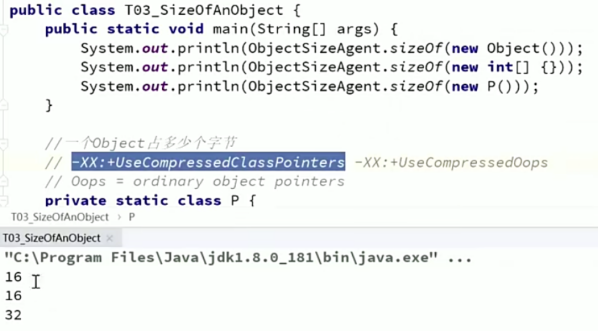 public class T03_SizeOfAnObject {
public static void main(String[] args) {
System.out.println(ObjectSizeAgent.sizeOf(new Object()));
System.out.println(ObjectSizeAgent.sizeOf(new int[] {}));
System.out.println(ObjectSizeAgent.sizeOf(new P()));
}
//一个Object占多少个字节
// -XX:+UseCompressedClassPointers -XX:+UseCompressedOops
// Oops = ordinary object pointers
private static class P {
T03_SizeOfAnObject › P
T03_SizeOfAnObject ×
"C:\Program Files\Java\jdk1.8.0_181\bin\java.exe" ...
16
16
32